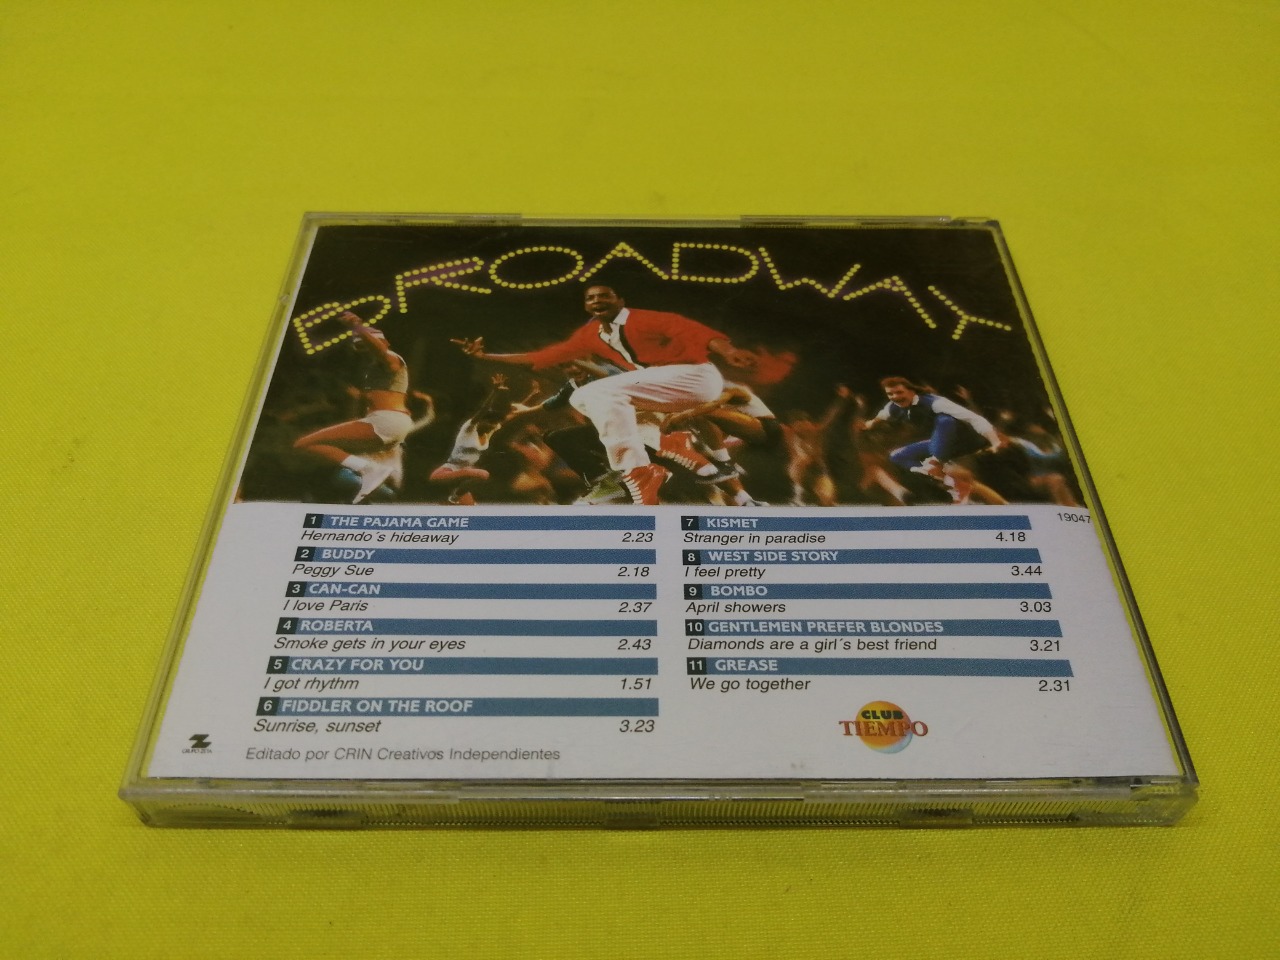 BROADWAY
19047
1 THE PAJAMA GAME
Hernando´s hideaway 2.23
2 BUDDY
Peggy Sue 2.18
3 CAN-CAN
I love Paris 2.37
4 ROBERTA
Smoke gets in your eyes 2.43
5 CRAZY FOR YOU
I got rhythm 1.51
6 FIDDLER ON THE ROOF
Sunrise, sunset 3.23
7 KISMET
Stranger in paradise 4.18
8 WEST SIDE STORY
I feel pretty 3.44
9 BOMBO
April showers 3.03
10 GENTLEMEN PREFER BLONDES
Diamonds are a girl´s best friend 3.21
11 GREASE
We go together 2.31
CLUB
TIEMPO
GRUPO ZETA
Editado por CRIN Creativos Independientes